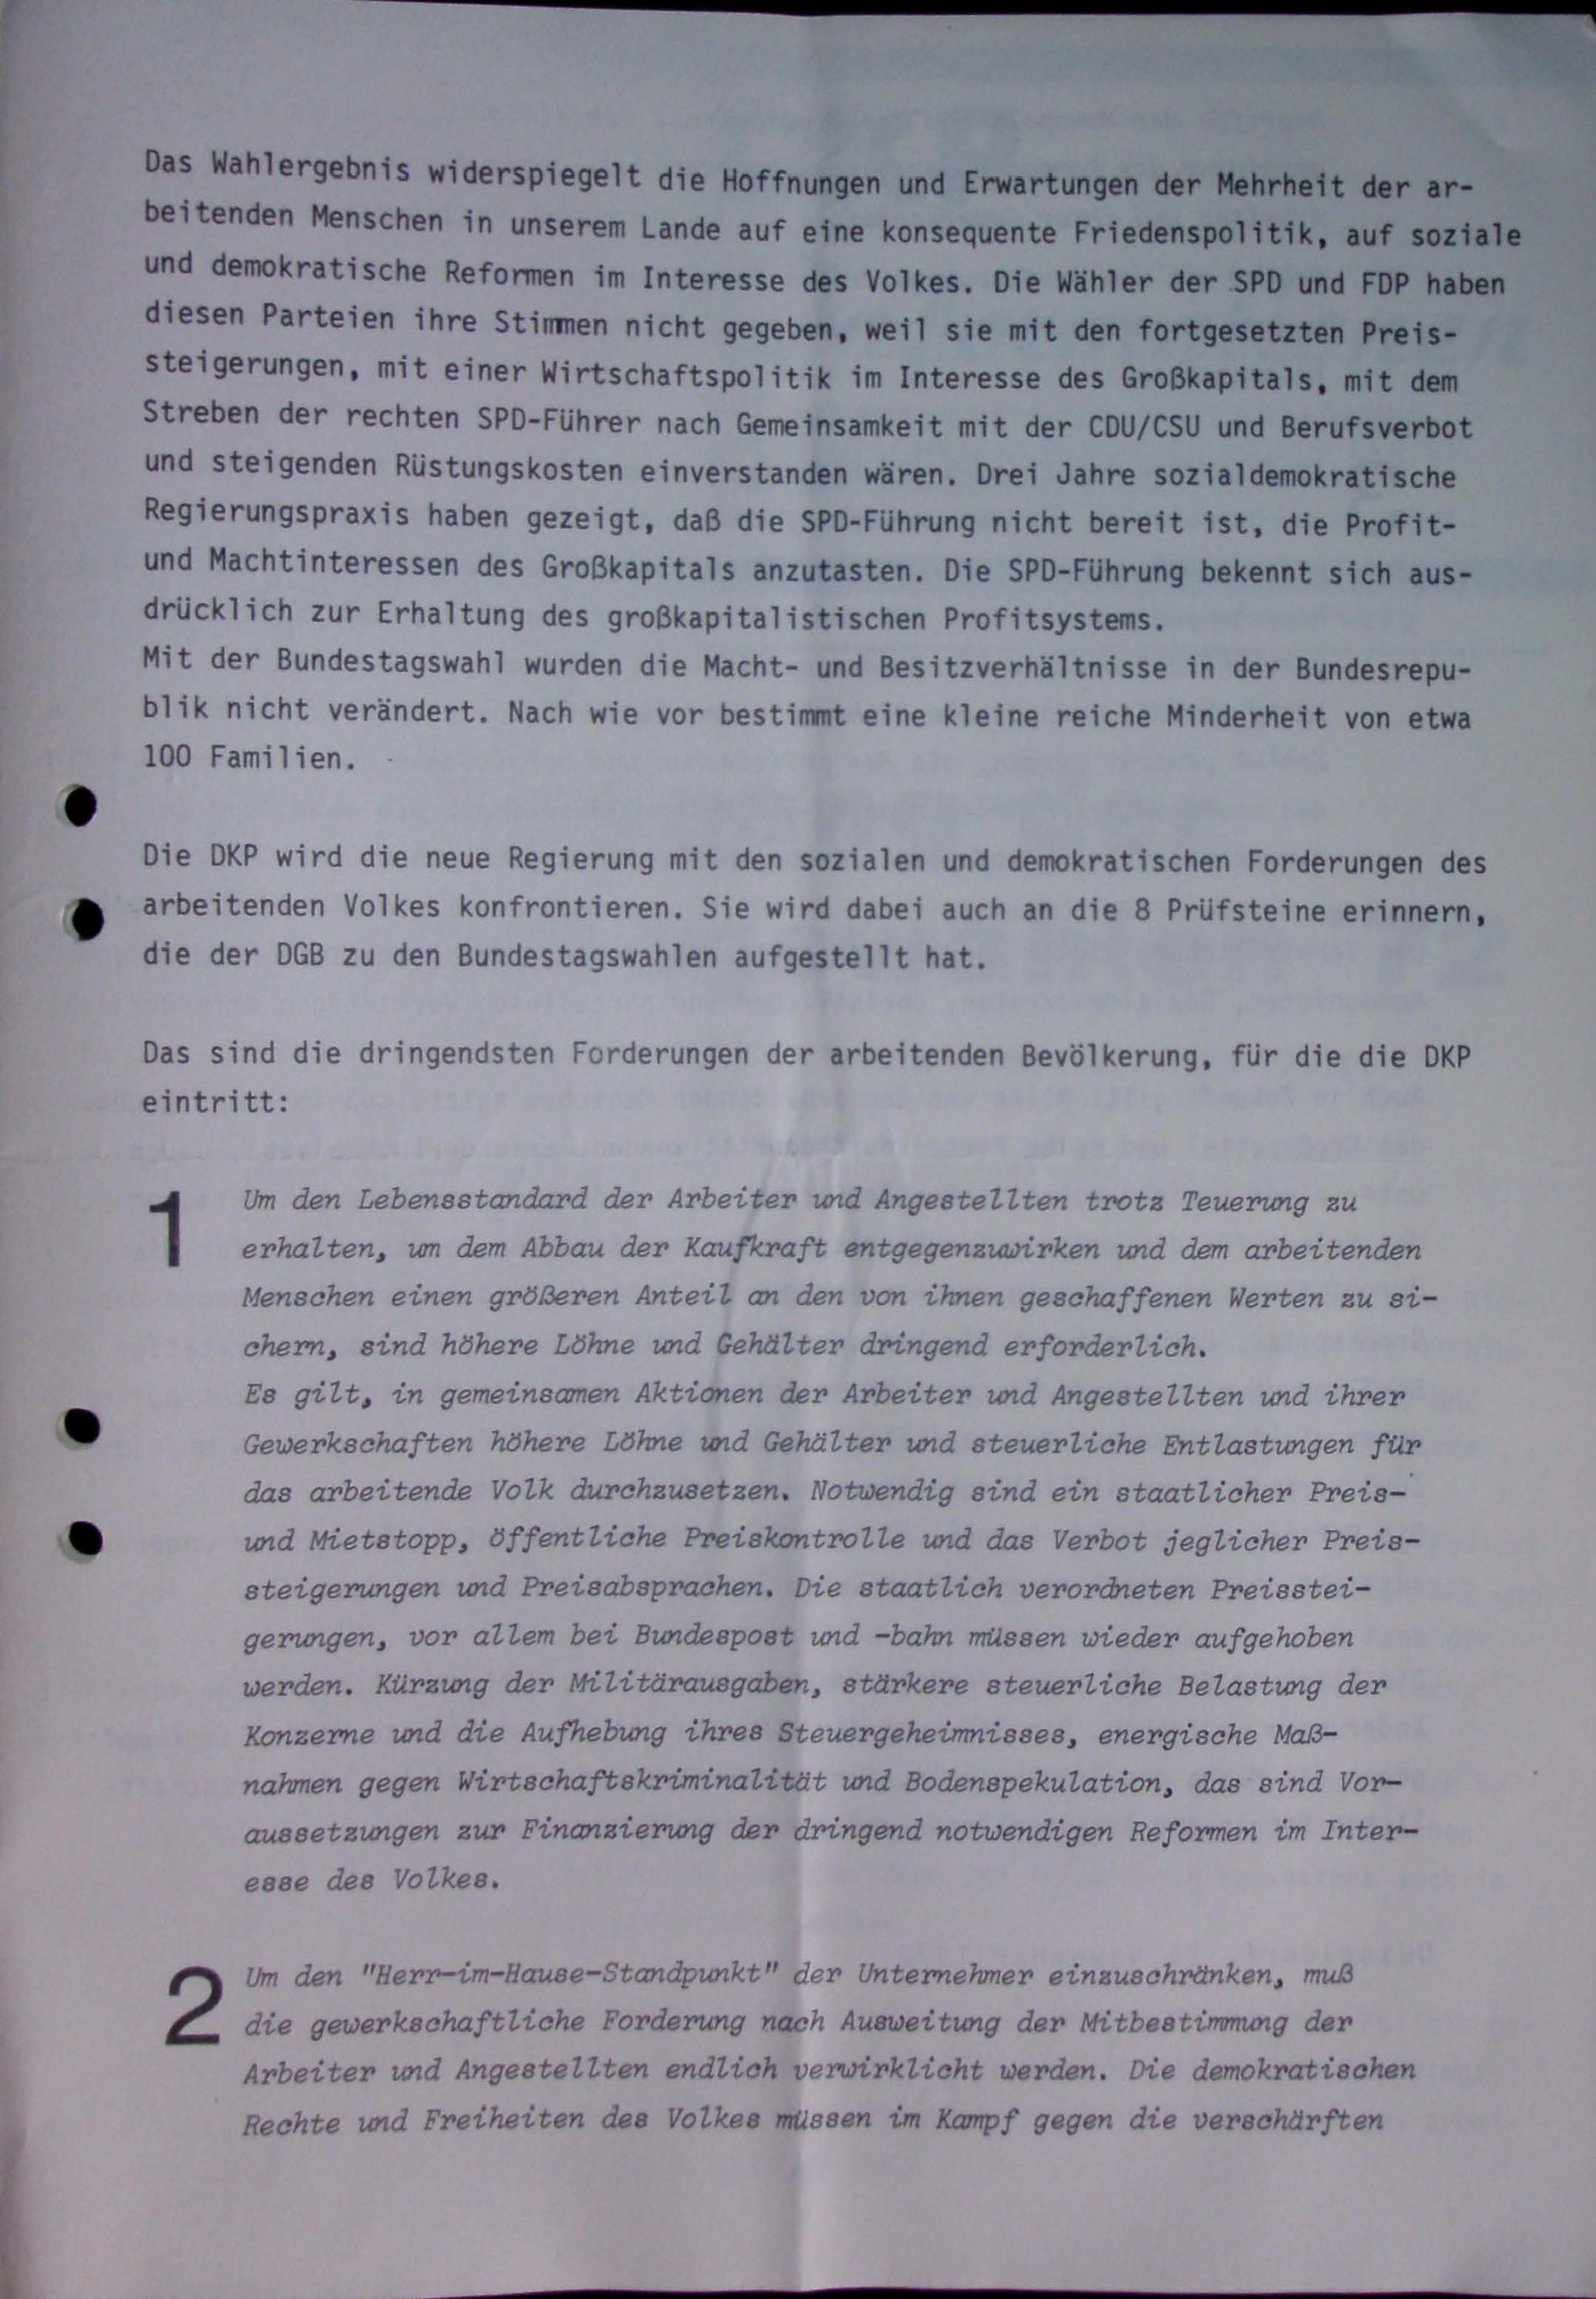 Das Wahlergebnis widerspiegelt die Hoffnungen und Erwartungen der Mehrheit der ar-
beitenden Menschen in unserem Lande auf eine konsequente Friedenspolitik, auf soziale
und demokratische Reformen im Interesse des Volkes. Die Wähler der SPD und FDP haben
diesen Parteien ihre Stimmen nicht gegeben, weil sie mit den fortgesetzten Preis-
steigerungen, mit einer Wirtschaftspolitik im Interesse des Großkapitals, mit dem
Streben der rechten SPD-Führer nach Gemeinsamkeit mit der CDU/CSU und Berufsverbot
und steigenden Rüstungskosten einverstanden wären. Drei Jahre sozialdemokratische
Regierungspraxis haben gezeigt, daß die SPD-Führung nicht bereit ist, die Profit-
und Machtinteressen des Großkapitals anzutasten. Die SPD-Führung bekennt sich aus-
drücklich zur Erhaltung des großkapitalistischen Profitsystems.
Mit der Bundestagswahl wurden die Macht- und Besitzverhältnisse in der Bundesrepu-
blik nicht verändert. Nach wie vor bestimmt eine kleine reiche Minderheit von etwa
100 Familien.
Die DKP wird die neue Regierung mit den sozialen und demokratischen Forderungen des
arbeitenden Volkes konfrontieren. Sie wird dabei auch an die 8 Prüfsteine erinnern,
die der DGB zu den Bundestagswahlen aufgestellt hat.
Das sind die dringendsten Forderungen der arbeitenden Bevölkerung, für die die DKP
eintritt:
1 Um den Lebensstandard der Arbeiter und Angestellten trotz Teuerung zu
erhalten, um dem Abbau der Kaufkraft entgegenzuwirken und dem arbeitenden
Menschen einen größeren Anteil an den von ihnen geschaffenen Werten zu si-
chern, sind höhere Löhne und Gehälter dringend erforderlich.
Es gilt, in gemeinsamen Aktionen der Arbeiter und Angestellten und ihrer
Gewerkschaften höhere Löhne und Gehälter und steuerliche Entlastungen für
das arbeitende Volk durchzusetzen. Notwendig sind ein staatlicher Preis-
und Mietstopp, öffentliche Preiskontrolle und das Verbot jeglicher Preis-
steigerungen und Preisabsprachen. Die staatlich verordneten Preisstei-
gerungen, vor allem bei Bundespost und -bahn müssen wieder aufgehoben
werden. Kürzung der Militärausgaben, stärkere steuerliche Belastung der
Konzerne und die Aufhebung ihres Steuergeheimnisses, energische Maß-
nahmen gegen Wirtschaftskriminalität und Bodenspekulation, das sind Vor-
aussetzungen zur Finanzierung der dringend notwendigen Reformen im Inter-
esse des Volkes.
2 Um den "Herr-im-Hause-Standpunkt" der Unternehmer einzuschränken, muß
die gewerkschaftliche Forderung nach Ausweitung der Mitbestimmung der
Arbeiter und Angestellten endlich verwirklicht werden. Die demokratischen
Rechte und Freiheiten des Volkes müssen im Kampf gegen die verschärften